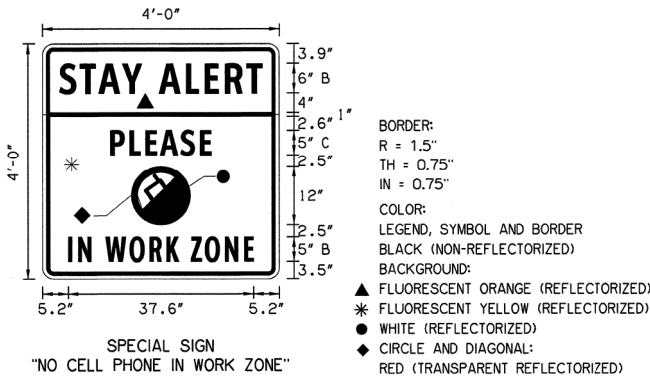 4'-0"
4'-0"
STAY ALERT
PLEASE
IN WORK ZONE
3.9"
6" B
4"
1"
2.6"
5" C
2.5"
12"
2.5"
5" B
3.5"
5.2" 37.6" 5.2"
SPECIAL SIGN
"NO CELL PHONE IN WORK ZONE"
BORDER:
R = 1.5"
TH = 0.75"
IN = 0.75"
COLOR:
LEGEND, SYMBOL AND BORDER
BLACK (NON-REFLECTORIZED)
BACKGROUND:
FLUORESCENT ORANGE (REFLECTORIZED)
FLUORESCENT YELLOW (REFLECTORIZED)
WHITE (REFLECTORIZED)
CIRCLE AND DIAGONAL:
RED (TRANSPARENT REFLECTORIZED)